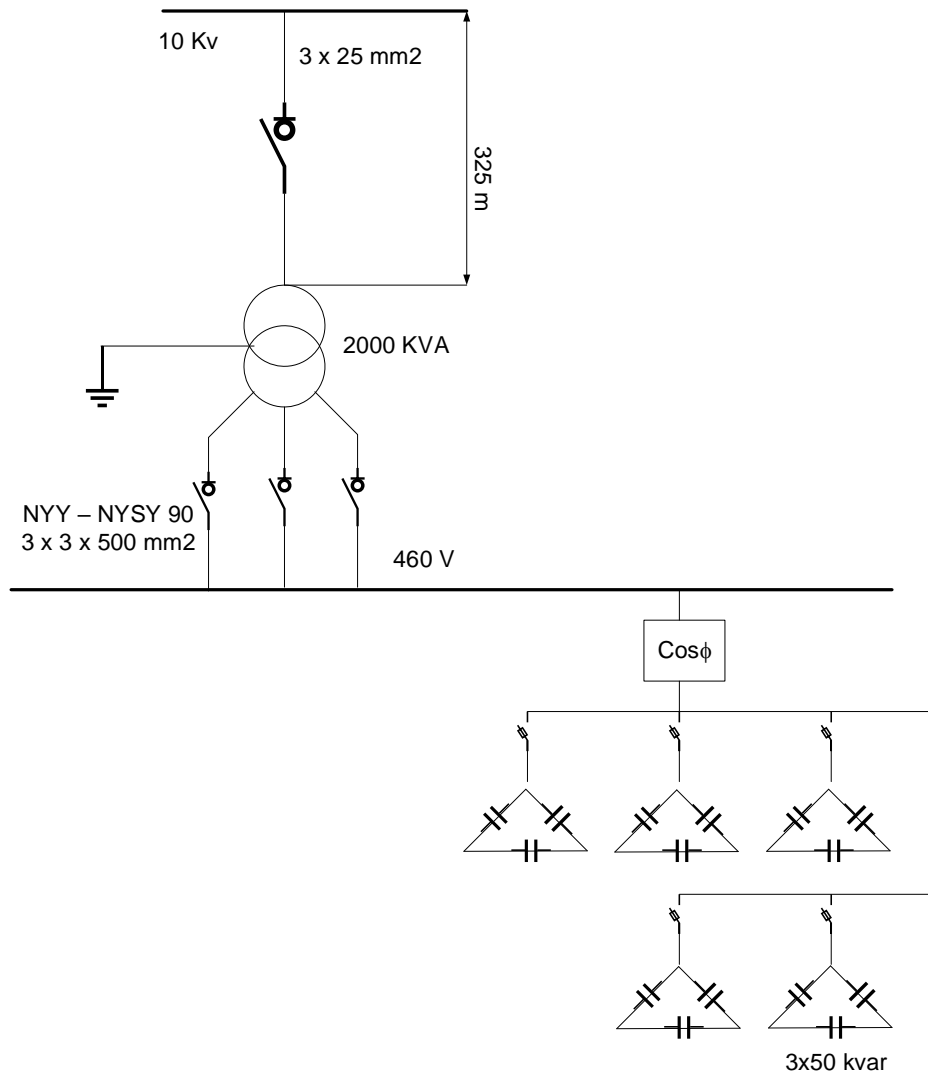 10 Kv
3 x 25 mm2
325 m
2000 KVA
NYY – NYSY 90
3 x 3 x 500 mm2
460 V
Cosϕ
3x50 kvar